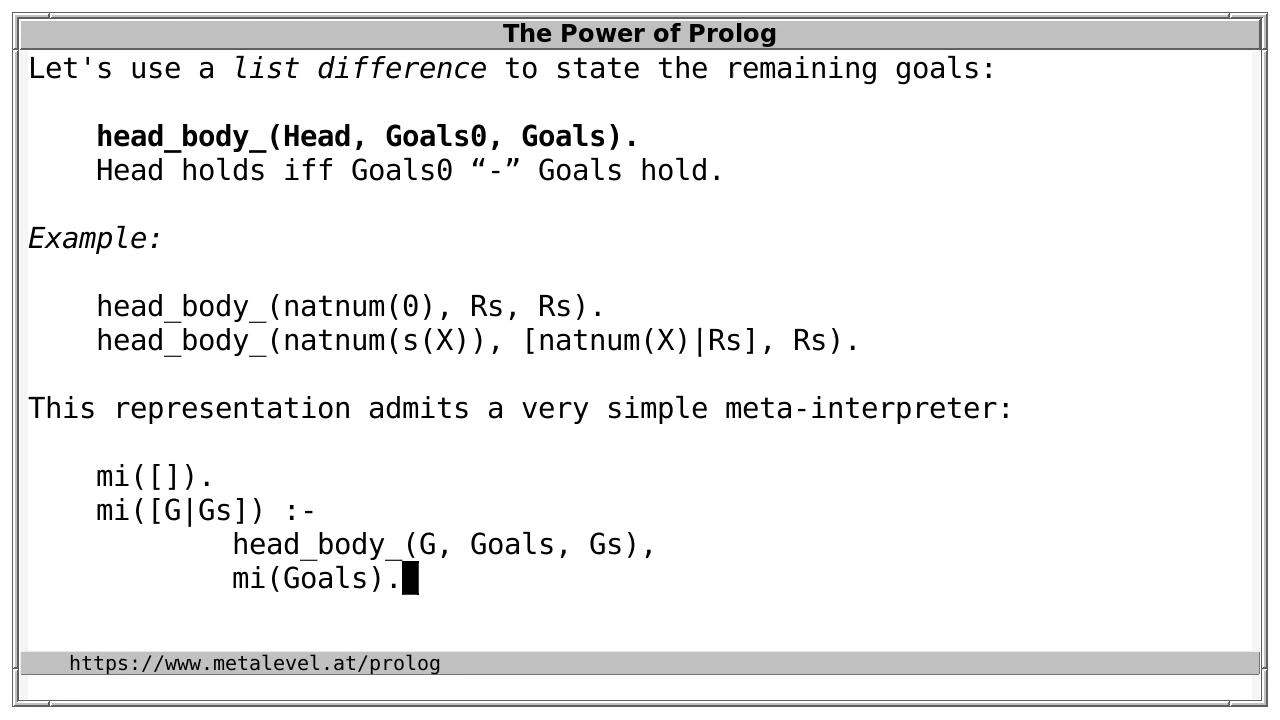 The Power of Prolog
Let's use a list difference to state the remaining goals:
head_body_(Head, Goals0, Goals).
Head holds iff Goals0 “-” Goals hold.
Example:
head_body_(natnum(0), Rs, Rs).
head_body_(natnum(s(X)), [natnum(X)|Rs], Rs).
This representation admits a very simple meta-interpreter:
mi([]).
mi([G|Gs]) :-
head_body_(G, Goals, Gs),
mi(Goals).
https://www.metalevel.at/prolog